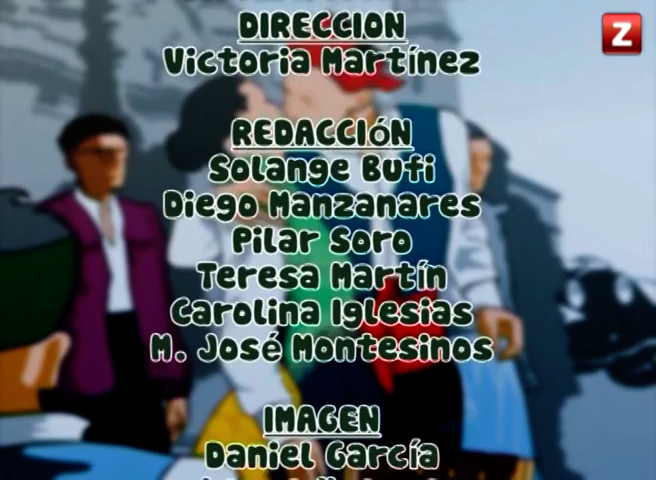 DIRECCION
Victoria Martínez
Z
REDACCIÓN
Solange Bufi
Diego Manzanares
Pilar Soro
Teresa Martín
Carolina Iglesias
M. José Montesinos
IMAGEN
Daniel García